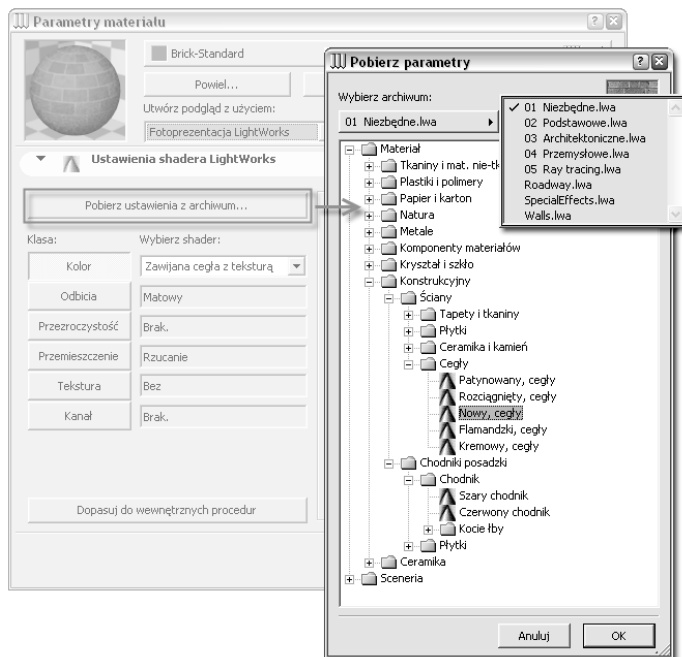 Parametry materiału
Brick-Standard
Powiel...
Utwórz podgląd z użyciem:
Fotoprezentacja LightWorks
Ustawienia shadera LightWorks
Pobierz ustawienia z archiwum...
Klasa:
Wybierz shader:
Kolor
Zawijana cegła z teksturą
Odbicia
Matowy
Przezroczystość
Brak.
Przemieszczenie
Rzucanie
Tekstura
Bez
Kanał
Brak.
Dopasuj do wewnętrznych procedur
Pobierz parametry
Wybierz archiwum:
01 Niezbędne.lwa
01 Niezbędne.lwa
02 Podstawowe.lwa
03 Architektoniczne.lwa
04 Przemysłowe.lwa
05 Ray tracing.lwa
Roadway.lwa
SpecialEffects.lwa
Walls.lwa
Materiał
Tkaniny i mat. nie-tk
Plastiki i polimery
Papier i karton
Natura
Metale
Komponenty materiałów
Kryształ i szkło
Konstrukcyjny
Ściany
Tapety i tkaniny
Płytki
Ceramika i kamień
Cegły
Patynowany, cegły
Rozciągnięty, cegły
Nowy, cegły
Flamandzki, cegły
Kremowy, cegły
Chodniki posadzki
Chodnik
Szary chodnik
Czerwony chodnik
Kocie łby
Płytki
Ceramika
Sceneria
Anuluj
OK